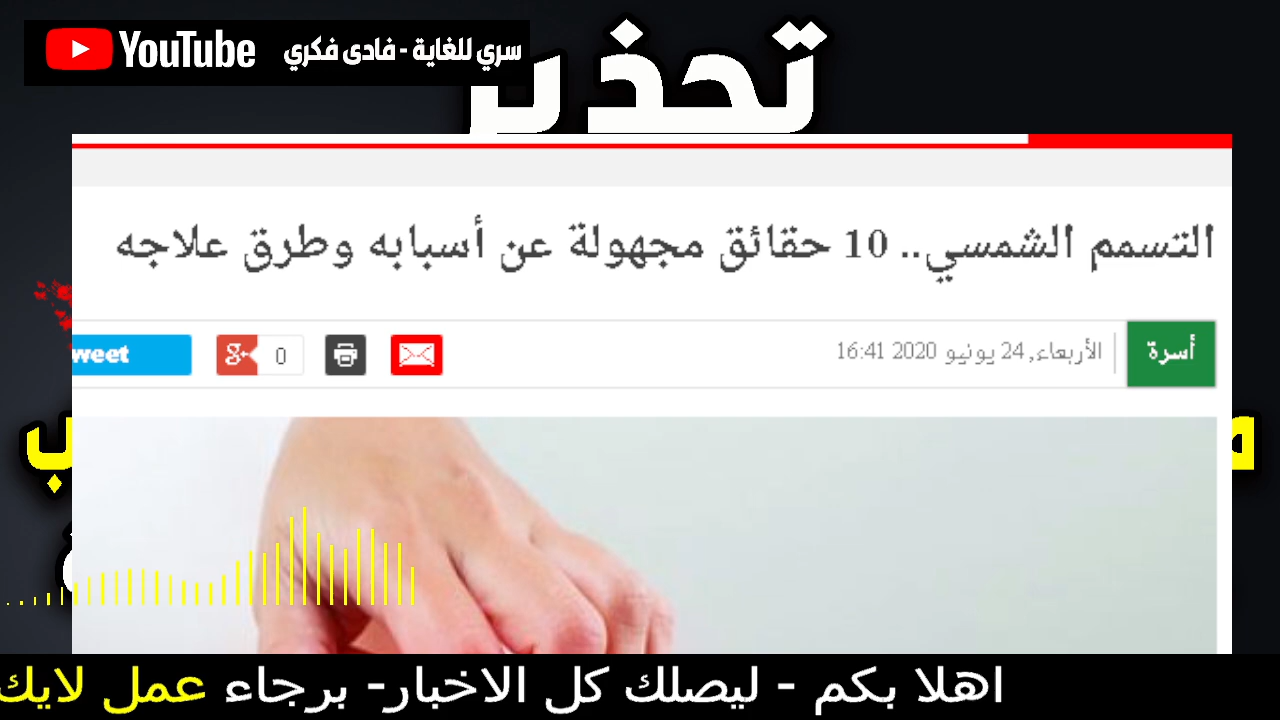 YouTube سري للغاية - فادى فكري
تحذير
التسمم الشمسي.. 10 حقائق مجهولة عن أسبابه وطرق علاجه
أسرة
الأربعاء, 24 يونيو 2020 16:41
0
weet
اهلا بكم - ليصلك كل الاخبار- برجاء عمل لايك